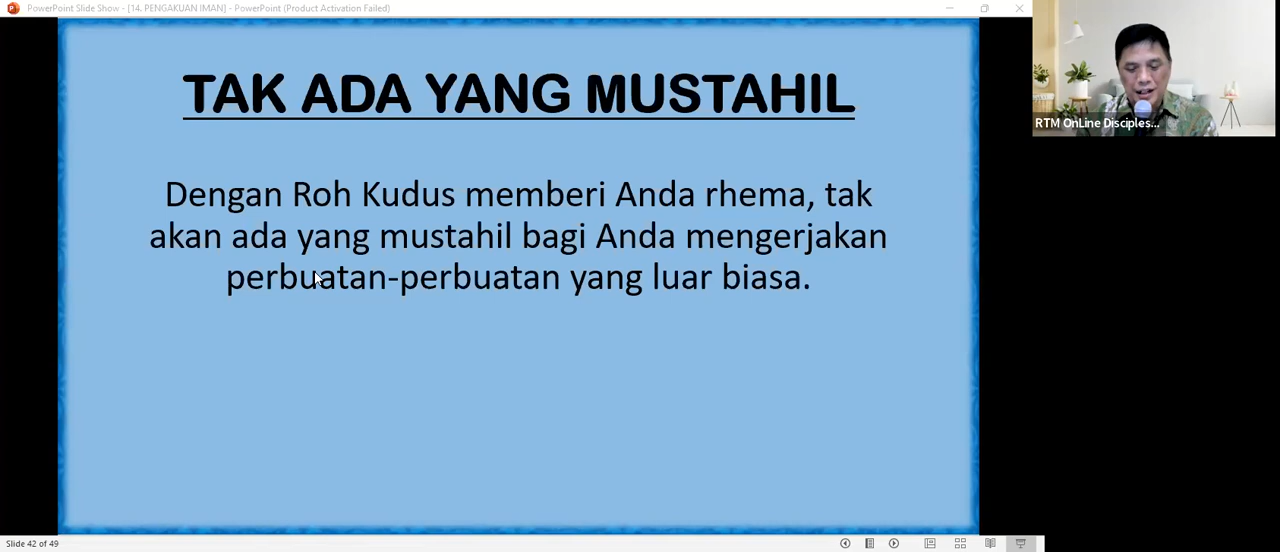 PowerPoint Slide Show - [14. PENGAKUAN IMAN] - PowerPoint (Product Activation Failed)
TAK ADA YANG MUSTAHIL
Dengan Roh Kudus memberi Anda rhema, tak
akan ada yang mustahil bagi Anda mengerjakan
perbuatan-perbuatan yang luar biasa.
RTM OnLine Disciples...
Slide 42 of 49